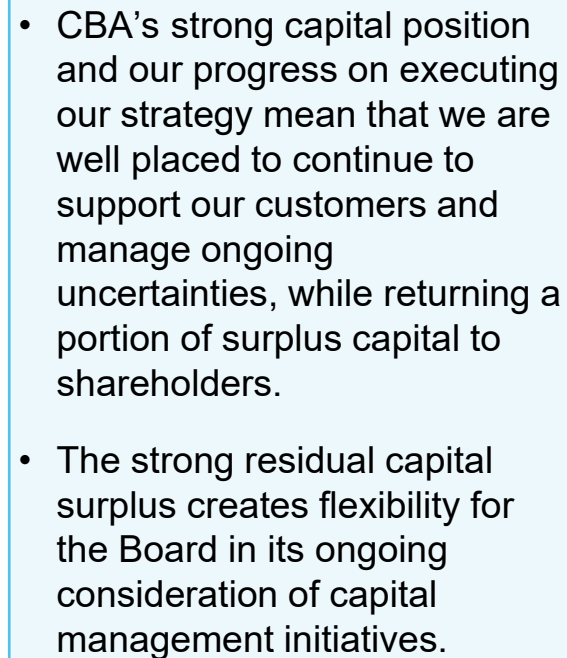 • CBA’s strong capital position
and our progress on executing
our strategy mean that we are
well placed to continue to
support our customers and
manage ongoing
uncertainties, while returning a
portion of surplus capital to
shareholders.
• The strong residual capital
surplus creates flexibility for
the Board in its ongoing
consideration of capital
management initiatives.